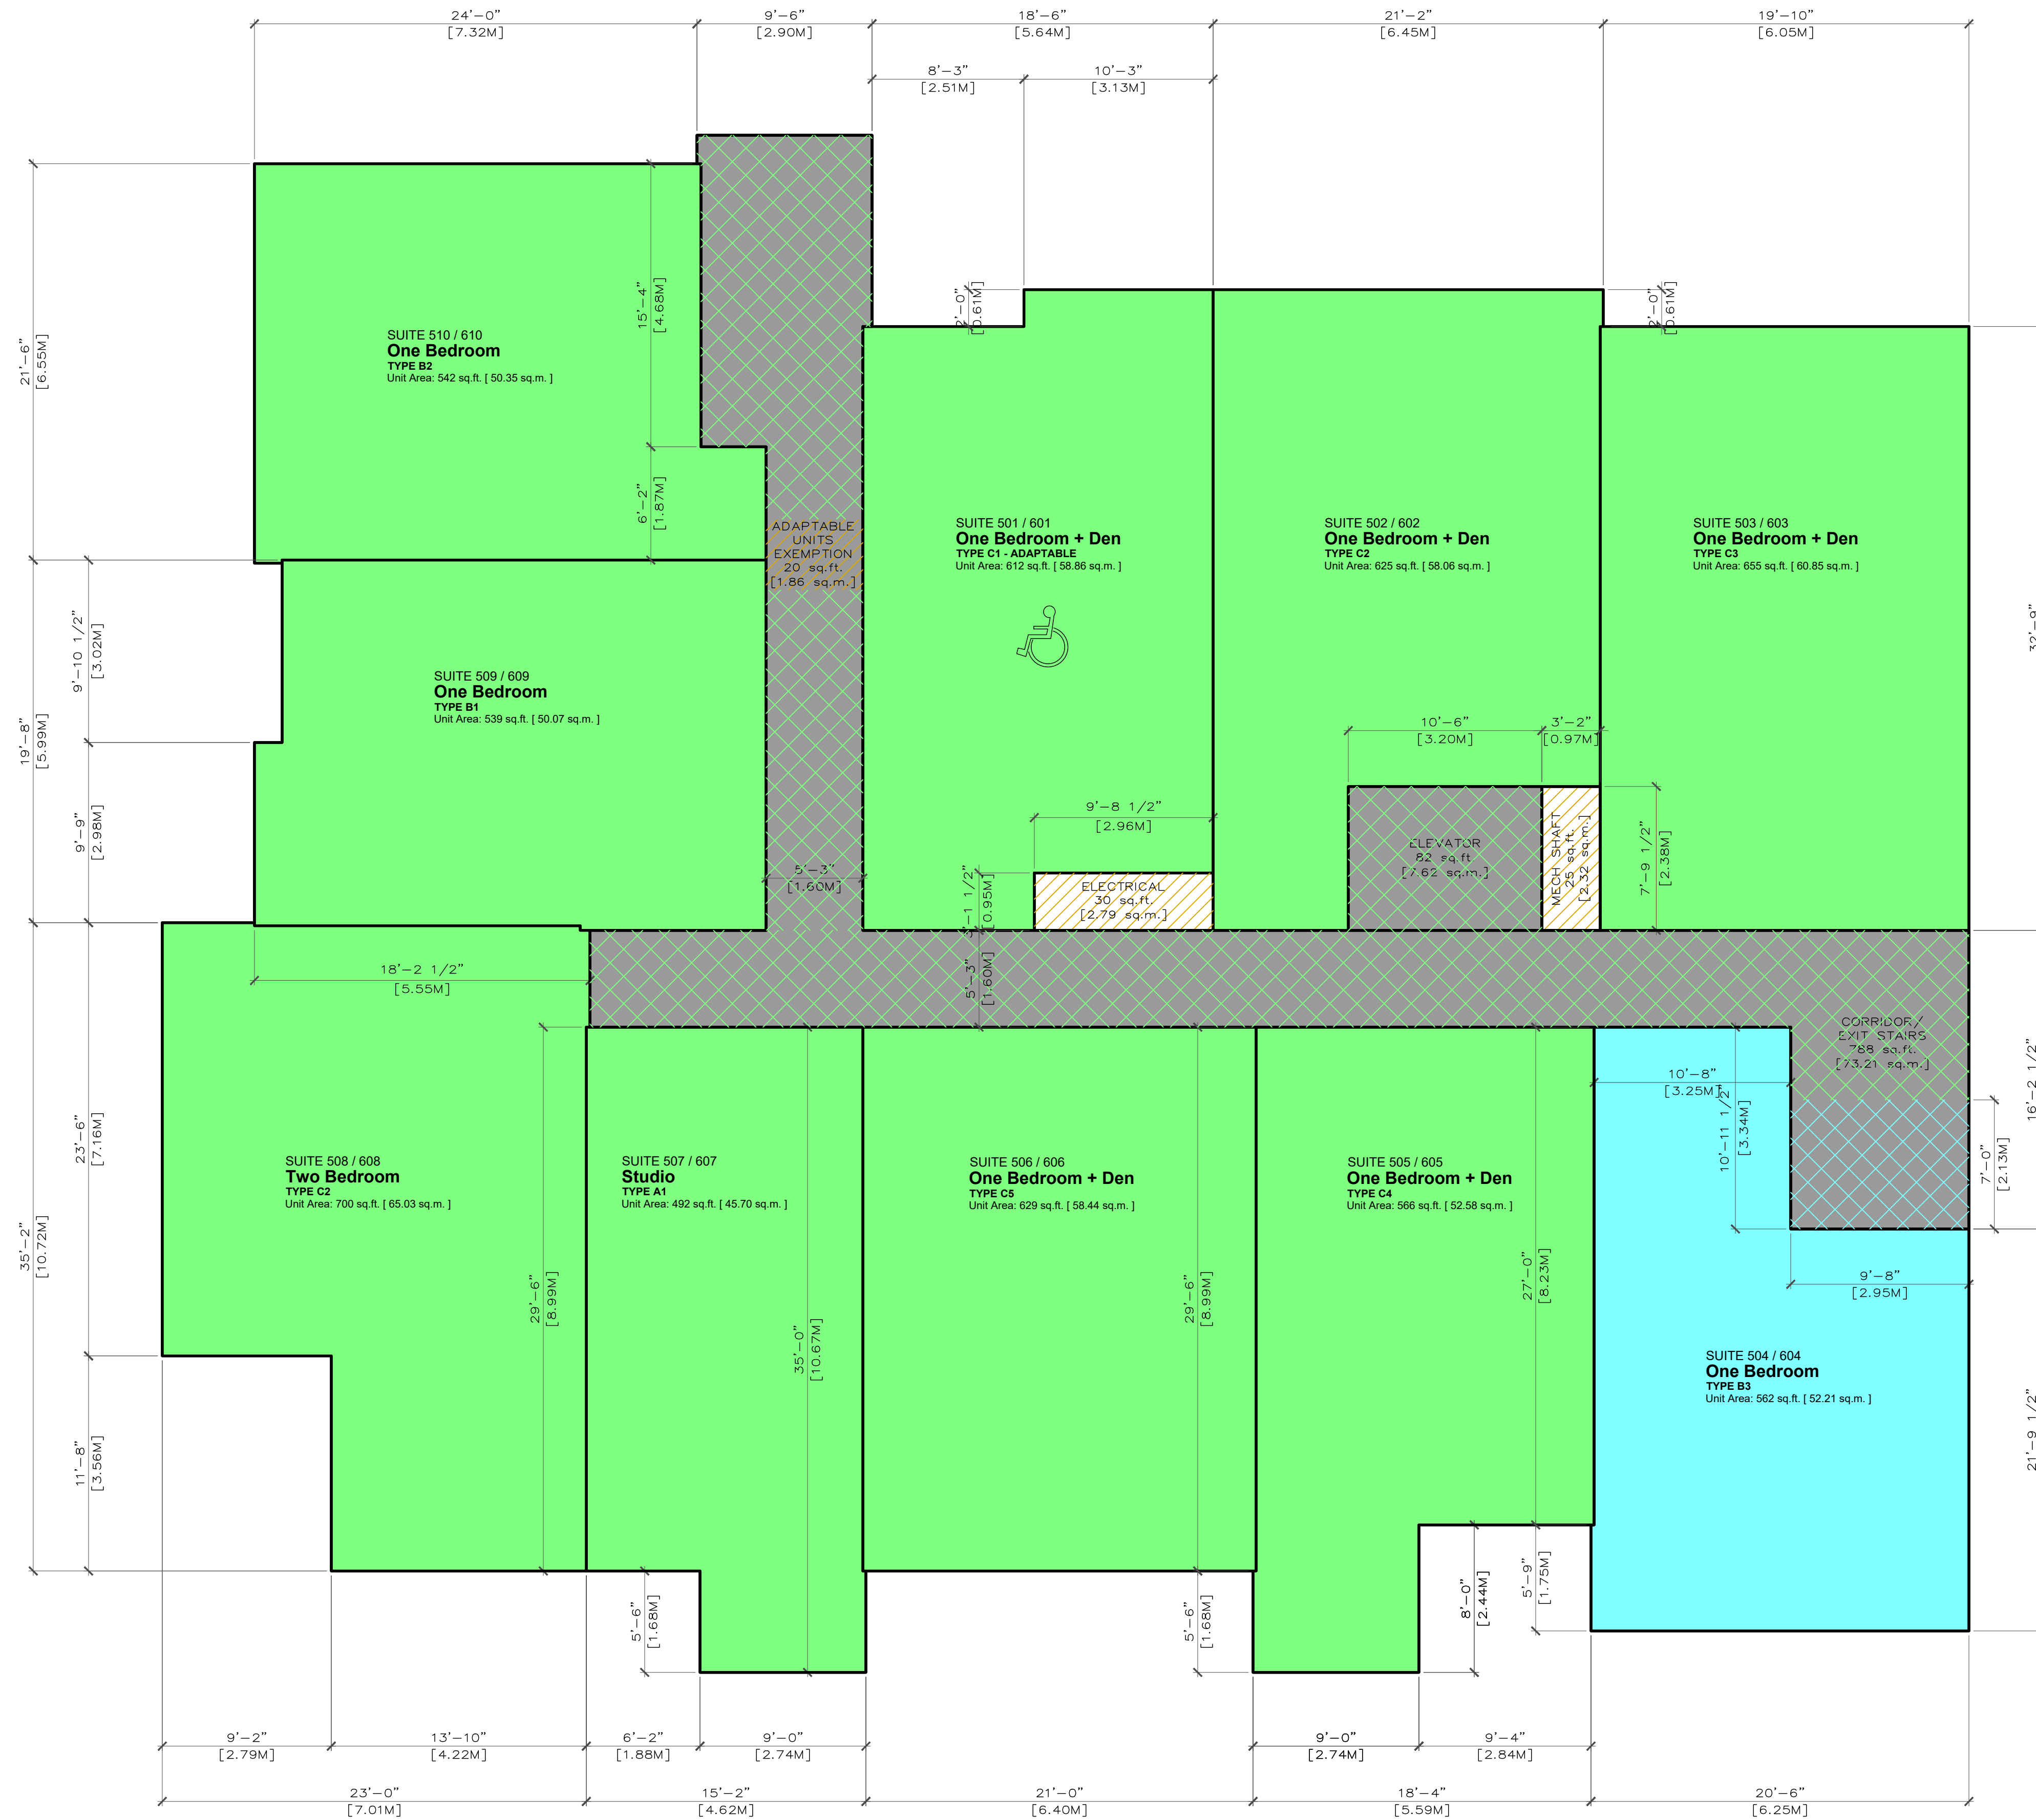 24'-0"
[7.32M]
9'-6"
[2.90M]
18'-6"
[5.64M]
21'-2"
[6.45M]
19'-10"
[6.05M]
8'-3"
[2.51M]
10'-3"
[3.13M]
2'-0"
[0.61M]
2'-0"
[0.61M]
21'-6"
[6.55M]
15'-4"
[4.68M]
6'-2"
[1.87M]
SUITE 510 / 610
One Bedroom
TYPE B2
Unit Area: 542 sq.ft. [ 50.35 sq.m. ]
ADAPTABLE
UNITS
EXEMPTION
20 sq.ft.
[1.86 sq.m.]
SUITE 501 / 601
One Bedroom + Den
TYPE C1 - ADAPTABLE
Unit Area: 612 sq.ft. [ 58.86 sq.m. ]
SUITE 502 / 602
One Bedroom + Den
TYPE C2
Unit Area: 625 sq.ft. [ 58.06 sq.m. ]
SUITE 503 / 603
One Bedroom + Den
TYPE C3
Unit Area: 655 sq.ft. [ 60.85 sq.m. ]
32'-9"
19'-8"
[5.99M]
9'-10 1/2"
[3.02M]
9'-9"
[2.98M]
SUITE 509 / 609
One Bedroom
TYPE B1
Unit Area: 539 sq.ft. [ 50.07 sq.m. ]
10'-6"
[3.20M]
3'-2"
[0.97M]
9'-8 1/2"
[2.96M]
7'-9 1/2"
[2.38M]
ELEVATOR
82 sq.ft
[7.62 sq.m.]
MECH SHAFT
25 sq.ft.
[2.32 sq.m.]
5'-3"
[1.60M]
3'-1 1/2"
[0.95M]
ELECTRICAL
30 sq.ft.
[2.79 sq.m.]
18'-2 1/2"
[5.55M]
5'-3"
[1.60M]
CORRIDOR/
EXIT STAIRS
788 sq.ft.
[73.21 sq.m.]
10'-8"
[3.25M]
10'-11 1/2"
[3.34M]
16'-2 1/2"
7'-0"
[2.13M]
35'-2"
[10.72M]
23'-6"
[7.16M]
11'-8"
[3.56M]
SUITE 508 / 608
Two Bedroom
TYPE C2
Unit Area: 700 sq.ft. [ 65.03 sq.m. ]
SUITE 507 / 607
Studio
TYPE A1
Unit Area: 492 sq.ft. [ 45.70 sq.m. ]
SUITE 506 / 606
One Bedroom + Den
TYPE C5
Unit Area: 629 sq.ft. [ 58.44 sq.m. ]
SUITE 505 / 605
One Bedroom + Den
TYPE C4
Unit Area: 566 sq.ft. [ 52.58 sq.m. ]
29'-6"
[8.99M]
35'-0"
[10.67M]
29'-6"
[8.99M]
27'-0"
[8.23M]
9'-8"
[2.95M]
SUITE 504 / 604
One Bedroom
TYPE B3
Unit Area: 562 sq.ft. [ 52.21 sq.m. ]
21'-9 1/2"
5'-6"
[1.68M]
5'-6"
[1.68M]
8'-0"
[2.44M]
5'-9"
[1.75M]
9'-2"
[2.79M]
13'-10"
[4.22M]
6'-2"
[1.88M]
9'-0"
[2.74M]
9'-0"
[2.74M]
9'-4"
[2.84M]
23'-0"
[7.01M]
15'-2"
[4.62M]
21'-0"
[6.40M]
18'-4"
[5.59M]
20'-6"
[6.25M]